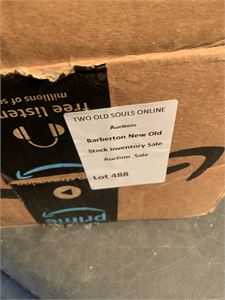 TWO OLD SOULS ONLINE
Auctions
Barberton New Old
Stock Inventory Sale
Auction Sale
Lot 488
free listen
millions of so
prime